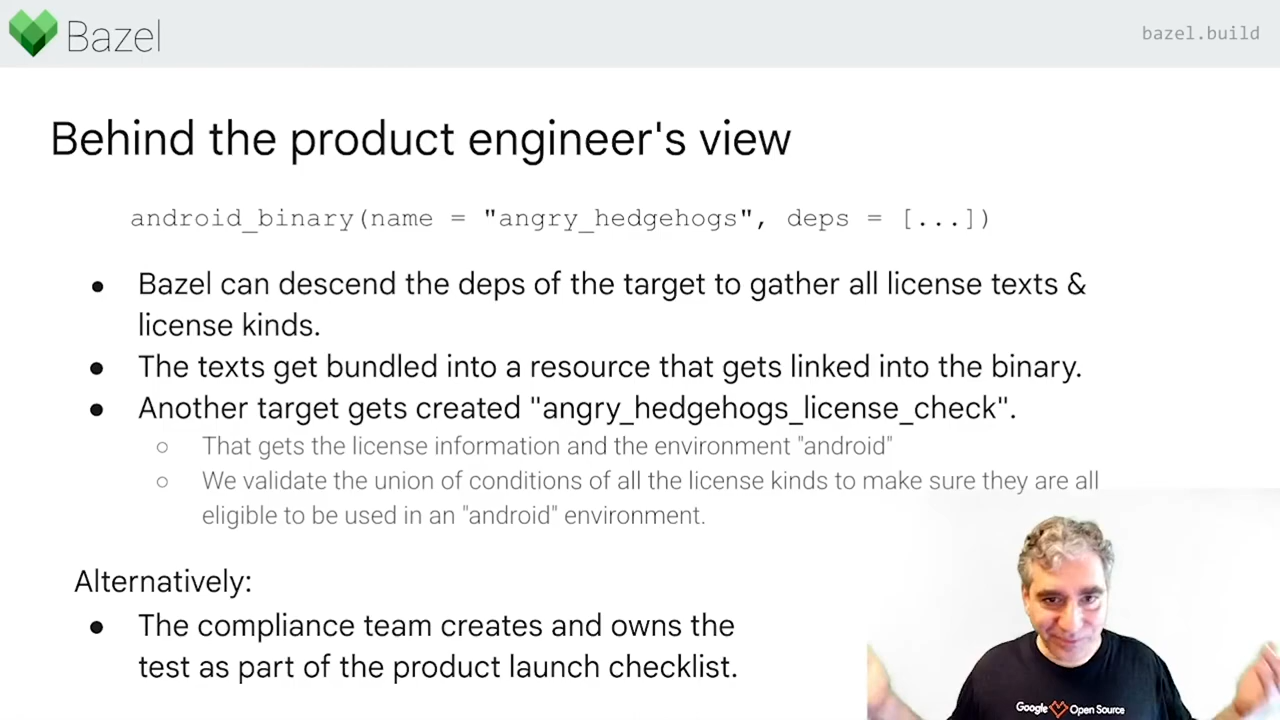 Bazel
bazel.build
Behind the product engineer's view
android_binary(name = "angry_hedgehogs", deps = [...])
● Bazel can descend the deps of the target to gather all license texts &
license kinds.
● The texts get bundled into a resource that gets linked into the binary.
● Another target gets created "angry_hedgehogs_license_check".
○ That gets the license information and the environment "android"
○ We validate the union of conditions of all the license kinds to make sure they are all
eligible to be used in an "android" environment.
Alternatively:
● The compliance team creates and owns the
test as part of the product launch checklist.
Google Open Source